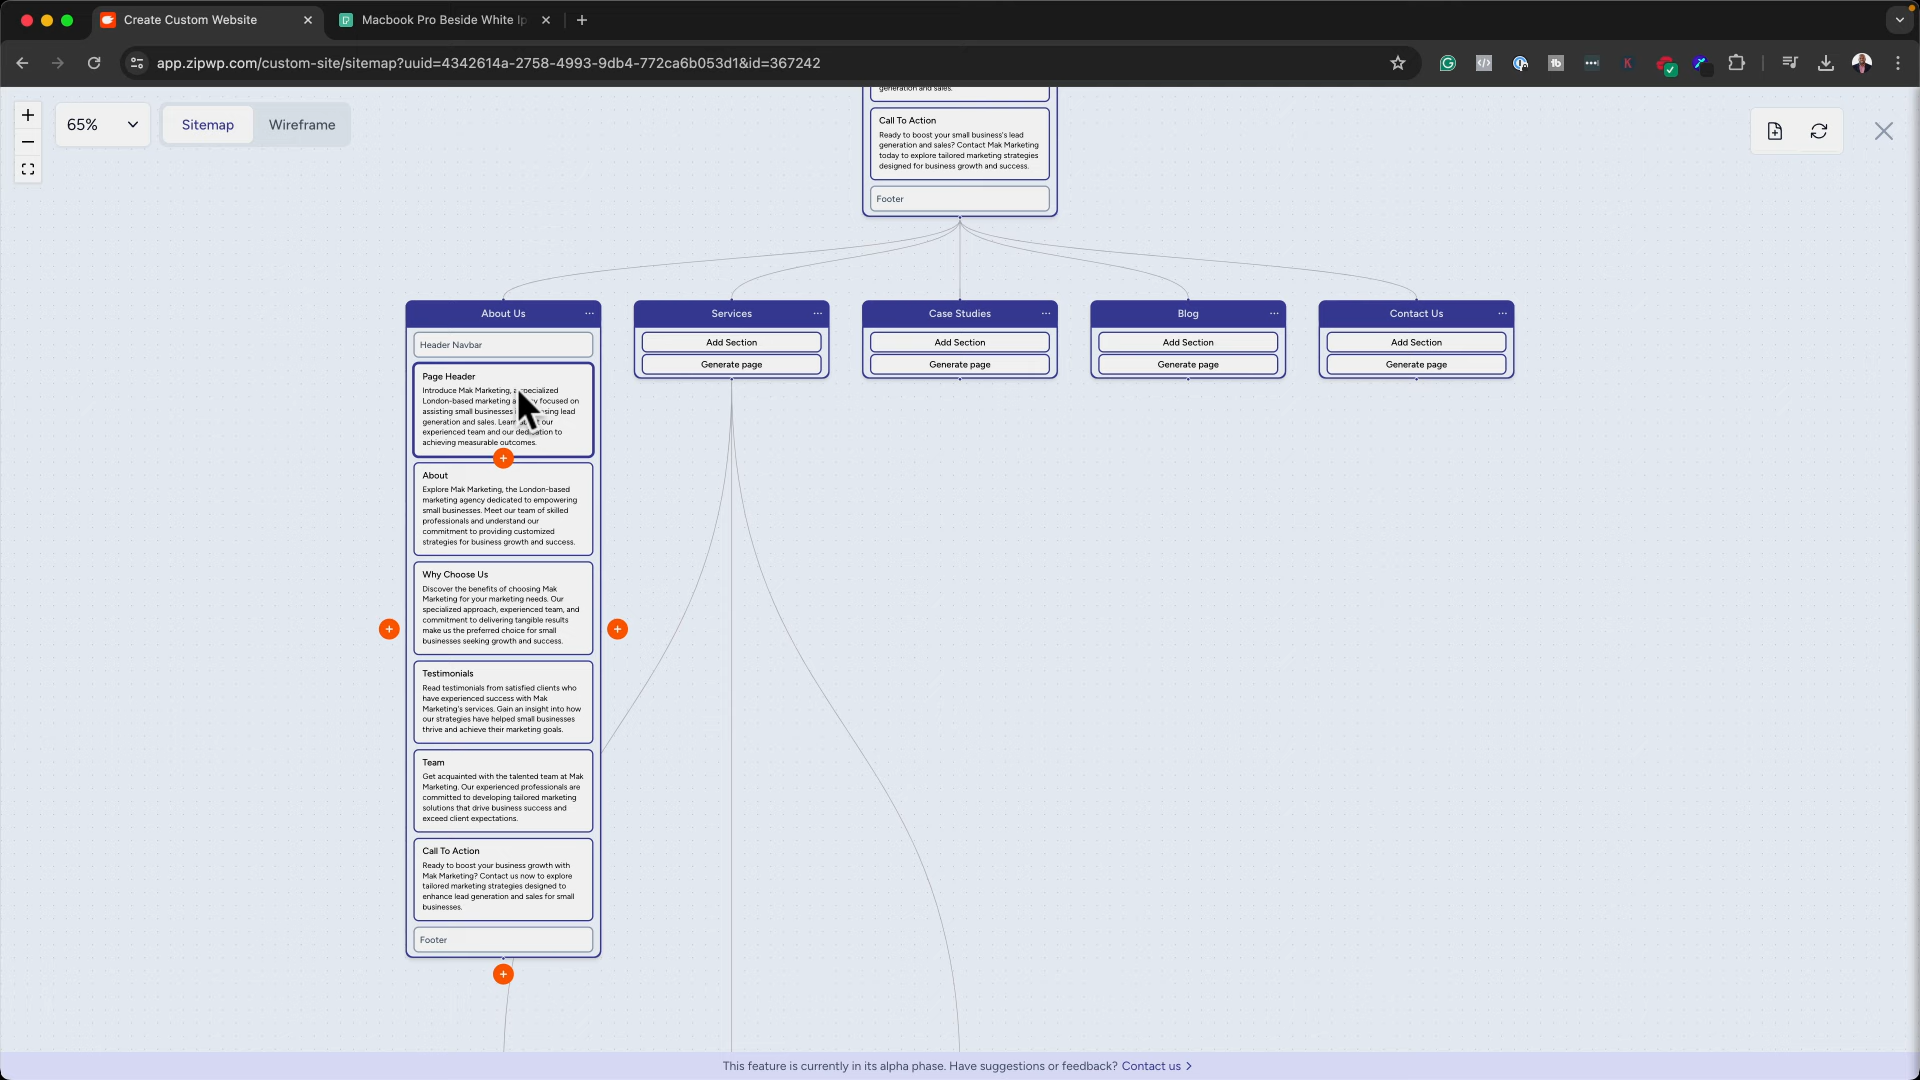 Create Custom Website
Macbook Pro Beside White Ip
app.zipwp.com/custom-site/sitemap?uuid=4342614a-2758-4993-9db4-772ca6b053d1&id=367242
65%
Sitemap
Wireframe
generation and sales.
Call To Action
Ready to boost your small business's lead
generation and sales? Contact Mak Marketing
today to explore tailored marketing strategies
designed for business growth and success.
Footer
About Us
Header Navbar
Page Header
Introduce Mak Marketing, a specialized
London-based marketing agency focused on
assisting small businesses
Learn
our
experienced team and our dedication to
achieving measurable outcomes.
About
Explore Mak Marketing, the London-based
marketing agency dedicated to empowering
small businesses. Meet our team of skilled
professionals and understand our
commitment to providing customized
strategies for business growth and success.
Why Choose Us
Discover the benefits of choosing Mak
Marketing for your marketing needs. Our
specialized approach, experienced team, and
commitment to delivering tangible results
make us the preferred choice for small
businesses seeking growth and success.
Testimonials
Read testimonials from satisfied clients who
have experienced success with Mak
Marketing's services. Gain an insight into how
our strategies have helped small businesses
thrive and achieve their marketing goals.
Team
Get acquainted with the talented team at Mak
Marketing. Our experienced professionals are
committed to developing tailored marketing
solutions that drive business success and
exceed client expectations.
Call To Action
Ready to boost your business growth with
Mak Marketing? Contact us now to explore
tailored marketing strategies designed to
enhance lead generation and sales for small
businesses.
Footer
Services
Add Section
Generate page
Case Studies
Add Section
Generate page
Blog
Add Section
Generate page
Contact Us
Add Section
Generate page
This feature is currently in its alpha phase. Have suggestions or feedback? Contact us >